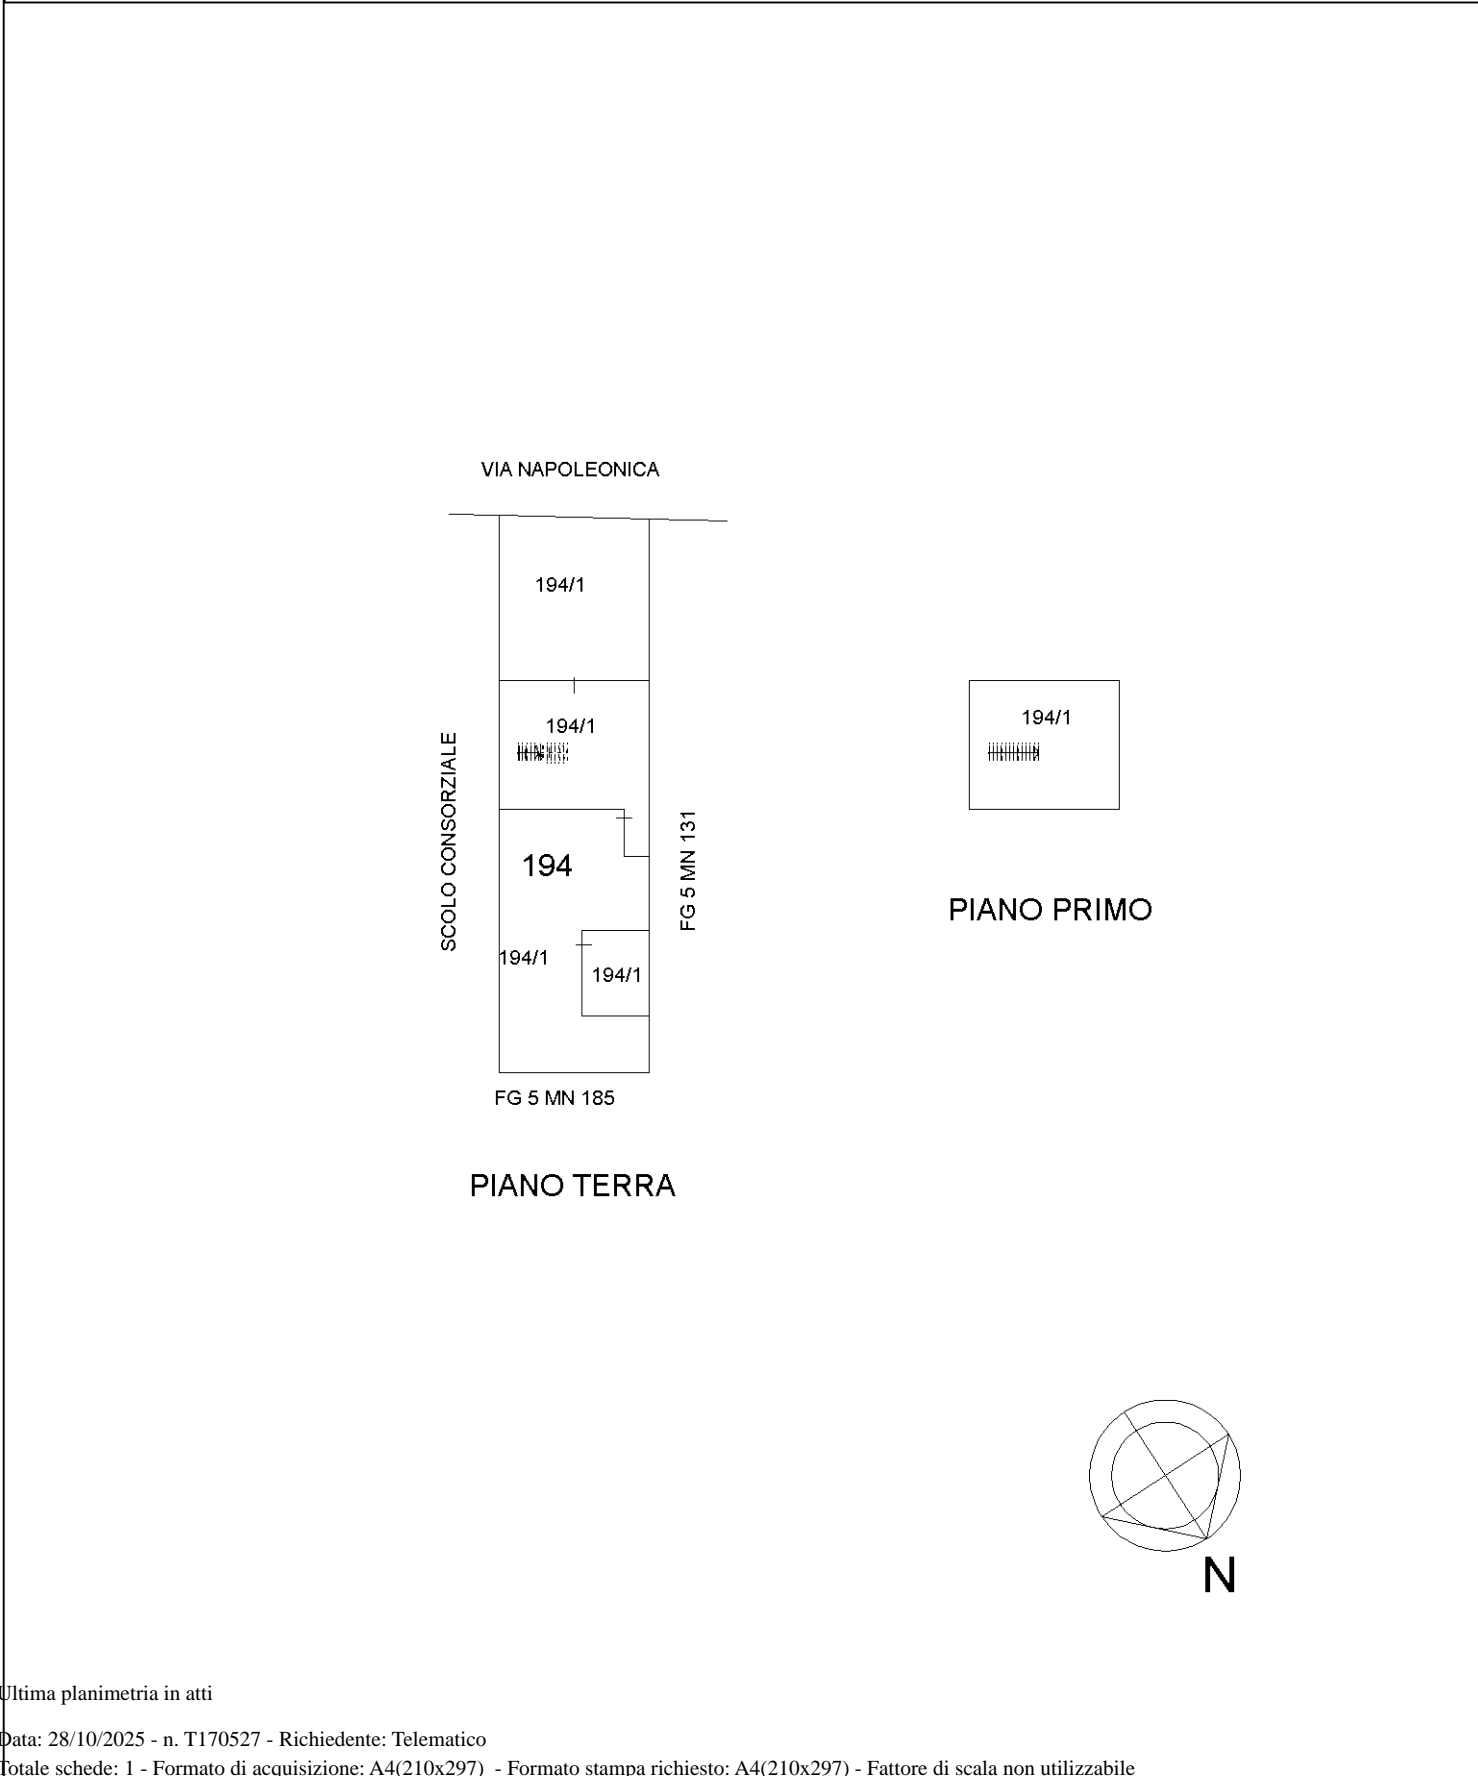 VIA NAPOLEONICA
194/1
194/1
194/1
SCOLO CONSORZIALE
FG 5 MN 131
194
PIANO PRIMO
194/1
194/1
FG 5 MN 185
PIANO TERRA
N
Ultima planimetria in atti
Data: 28/10/2025 - n. T170527 - Richiedente: Telematico
Totale schede: 1 - Formato di acquisizione: A4(210x297) - Formato stampa richiesto: A4(210x297) - Fattore di scala non utilizzabile